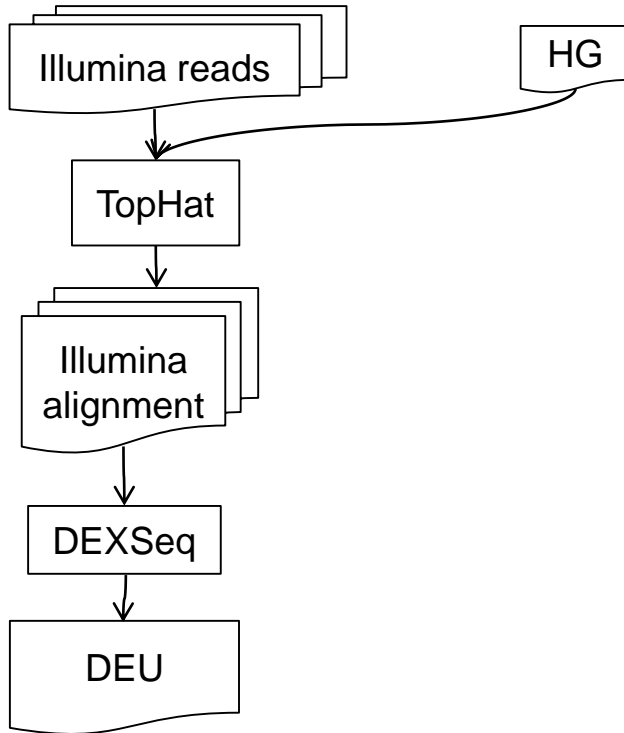 Illumina reads
HG
TopHat
Illumina
alignment
DEXSeq
DEU